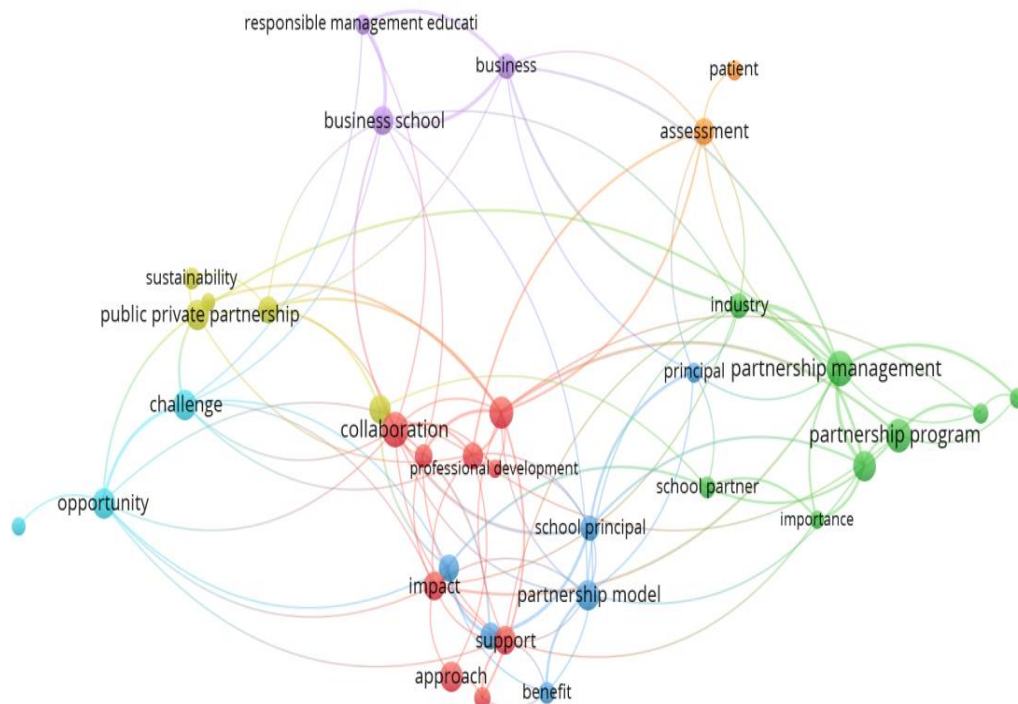 responsible management educati
business
patient
business school
assessment
sustainability
public private partnership
industry
principal
partnership management
challenge
collaboration
partnership program
professional development
school partner
opportunity
school principal
importance
impact
partnership model
support
approach
benefit